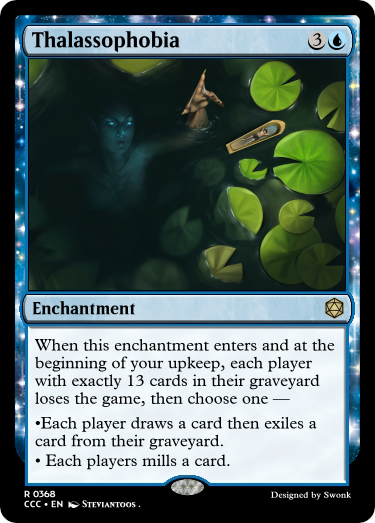 Thalassophobia 3
Enchantment
When this enchantment enters and at the
beginning of your upkeep, each player
with exactly 13 cards in their graveyard
loses the game, then choose one —
•Each player draws a card then exiles a
card from their graveyard.
• Each players mills a card.
R 0368
CCC • EN Steviantoos .
Designed by Swonk